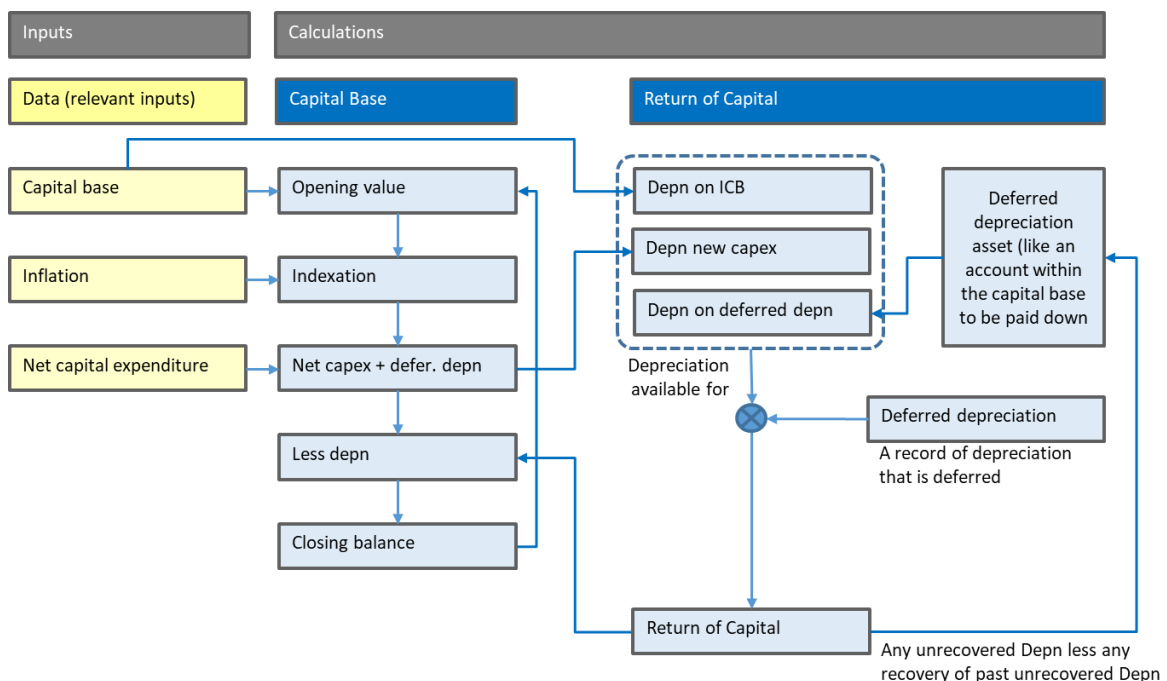 Inputs
Calculations
Data (relevant inputs)
Capital Base
Return of Capital
Capital base
Opening value
Depn on ICB
Deferred
depreciation
asset (like an
account within
the capital base
to be paid down
Depn new capex
Inflation
Indexation
Depn on deferred depn
Net capital expenditure
Net capex + defer. depn
Depreciation
available for
Deferred depreciation
A record of depreciation
that is deferred
Less depn
Closing balance
Return of Capital
Any unrecovered Depn less any
recovery of past unrecovered Depn